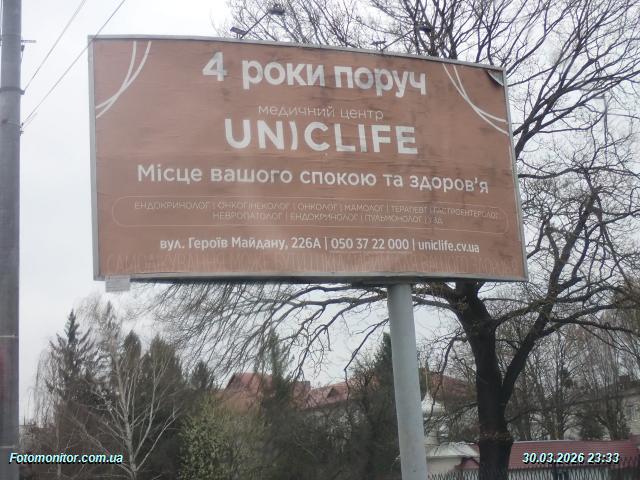 4 роки поруч
медичний центр
UNICLIFE
Місце вашого спокою та здоров'я
ЕНДОКРИНОЛОГ | ОНКОГІНЕКОЛОГ | ОНКОЛОГ | МАМОЛОГ | ТЕРАПЕВТ | ГАСТРОЕНТЕРОЛОГ
НЕВРОПАТОЛОГ | ЕНДОКРИНОЛОГ | ПУЛЬМОНОЛОГ | УЗД
вул. Героїв Майдану, 226А | 050 37 22 000 | uniclife.cv.ua
Fotomonitor.com.ua
30.03.2026 23:33